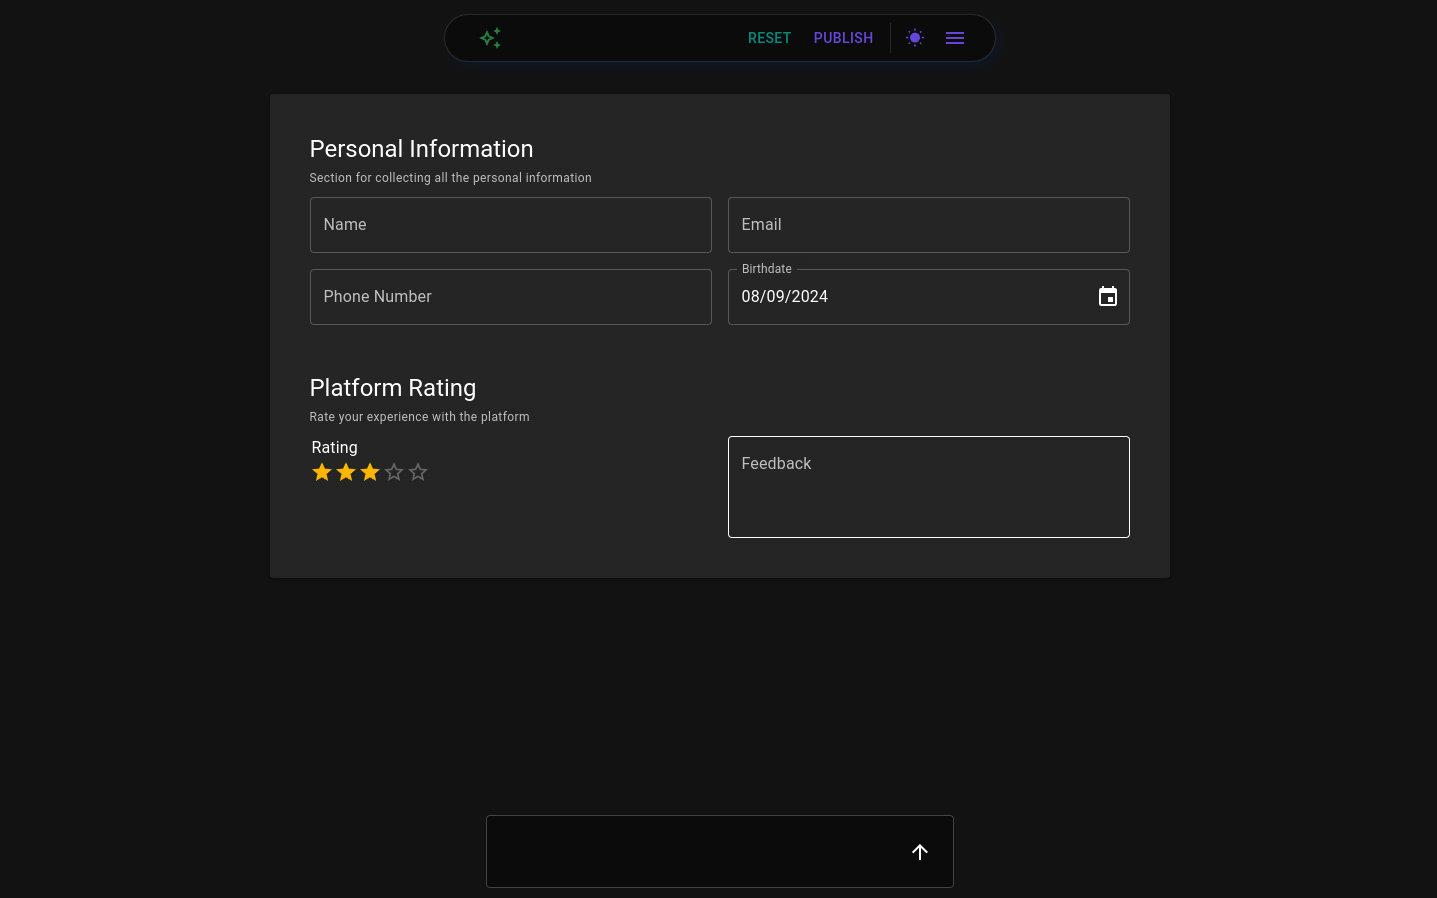 RESET PUBLISH
Personal Information
Section for collecting all the personal information
Name Email
Birthdate
Phone Number 08/09/2024
Platform Rating
Rate your experience with the platform
Rating
Feedback